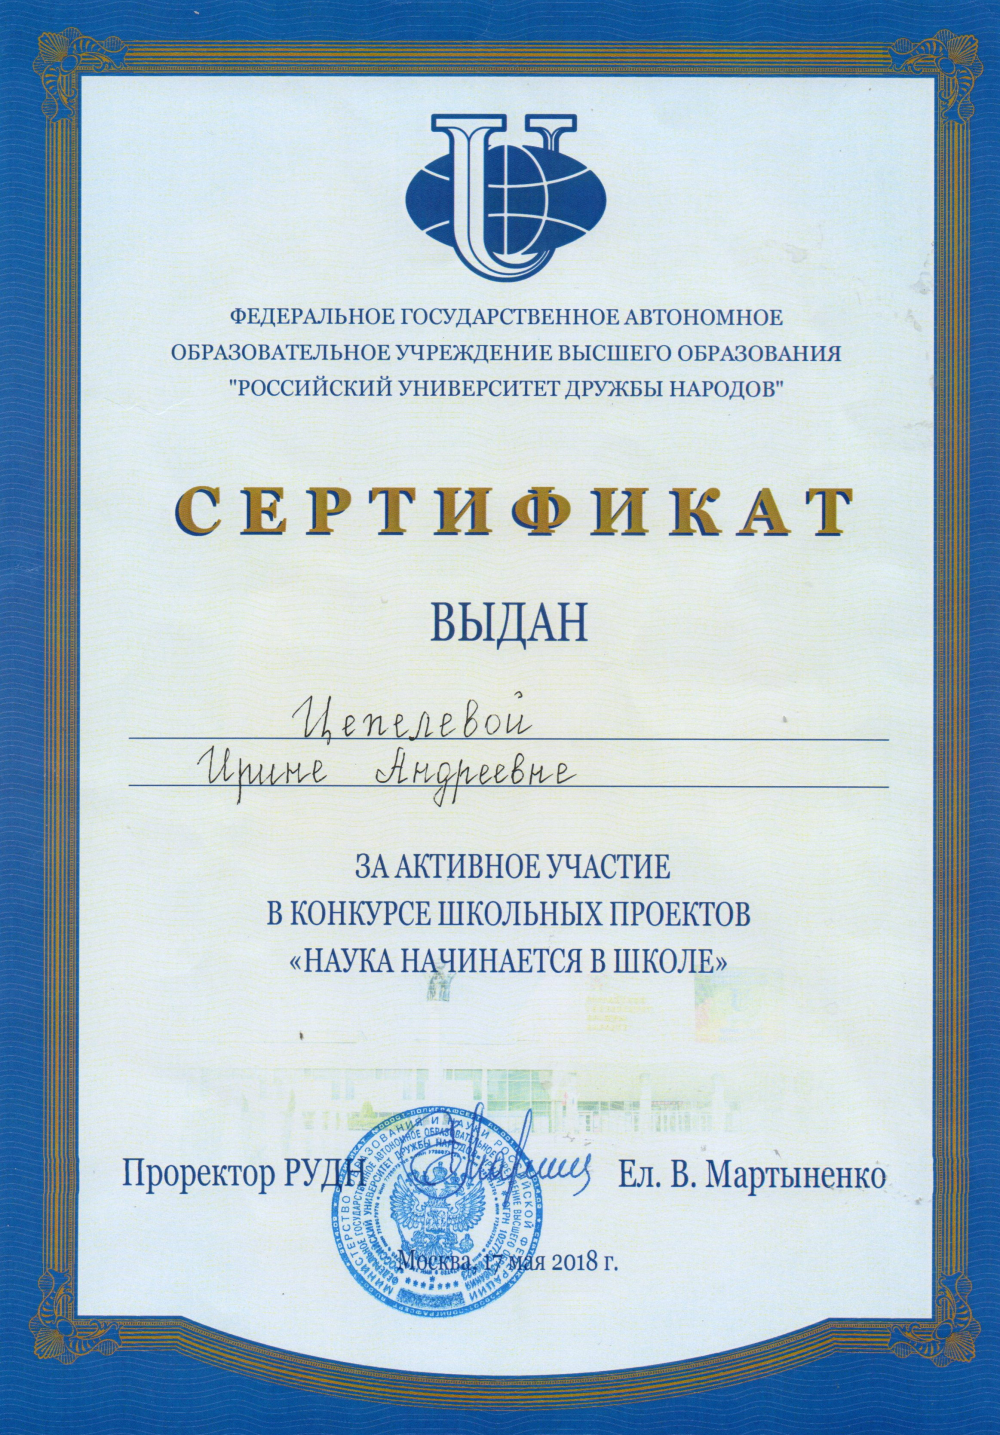 ФЕДЕРАЛЬНОЕ ГОСУДАРСТВЕННОЕ АВТОНОМНОЕ
ОБРАЗОВАТЕЛЬНОЕ УЧРЕЖДЕНИЕ ВЫСШЕГО ОБРАЗОВАНИЯ
"РОССИЙСКИЙ УНИВЕРСИТЕТ ДРУЖБЫ НАРОДОВ"
СЕРТИФИКАТ
ВЫДАН
Цепелевой
Ирине Андреевне
ЗА АКТИВНОЕ УЧАСТИЕ
В КОНКУРСЕ ШКОЛЬНЫХ ПРОЕКТОВ
«НАУКА НАЧИНАЕТСЯ В ШКОЛЕ»
Проректор РУДН Ел. В. Мартыненко
Москва, 17 мая 2018 г.